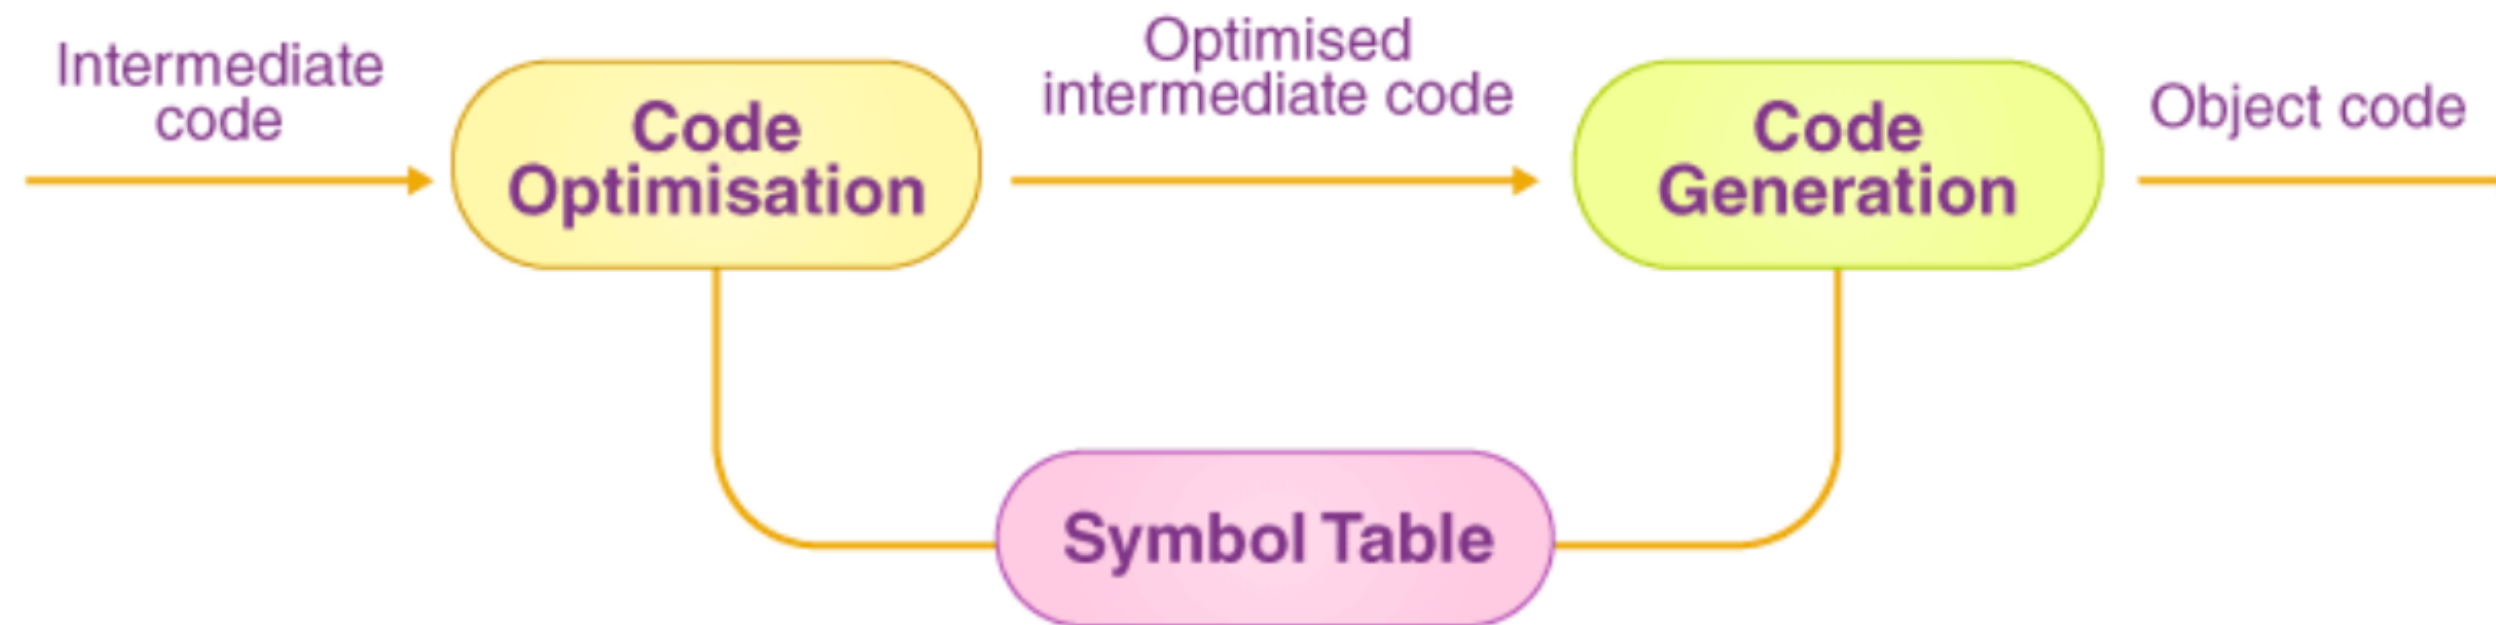 Intermediate
code
Code
Optimisation
Optimised
intermediate code
Code
Generation
Object code
Symbol Table